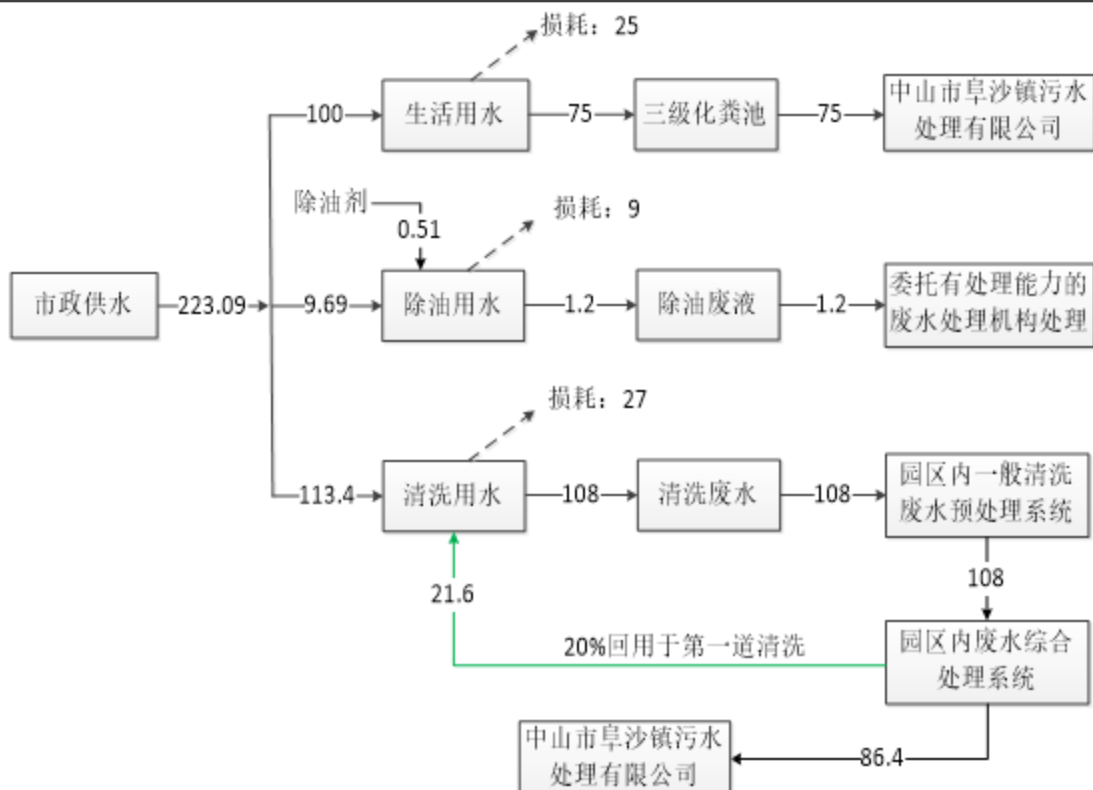 损耗：25
100
生活用水
75
三级化粪池
75
中山市阜沙镇污水
处理有限公司
除油剂
0.51
损耗：9
市政供水
223.09
9.69
除油用水
1.2
除油废液
1.2
委托有处理能力的
废水处理机构处理
损耗：27
113.4
清洗用水
108
清洗废水
108
园区内一般清洗
废水预处理系统
108
21.6
20%回用于第一道清洗
园区内废水综合
处理系统
86.4
中山市阜沙镇污水
处理有限公司